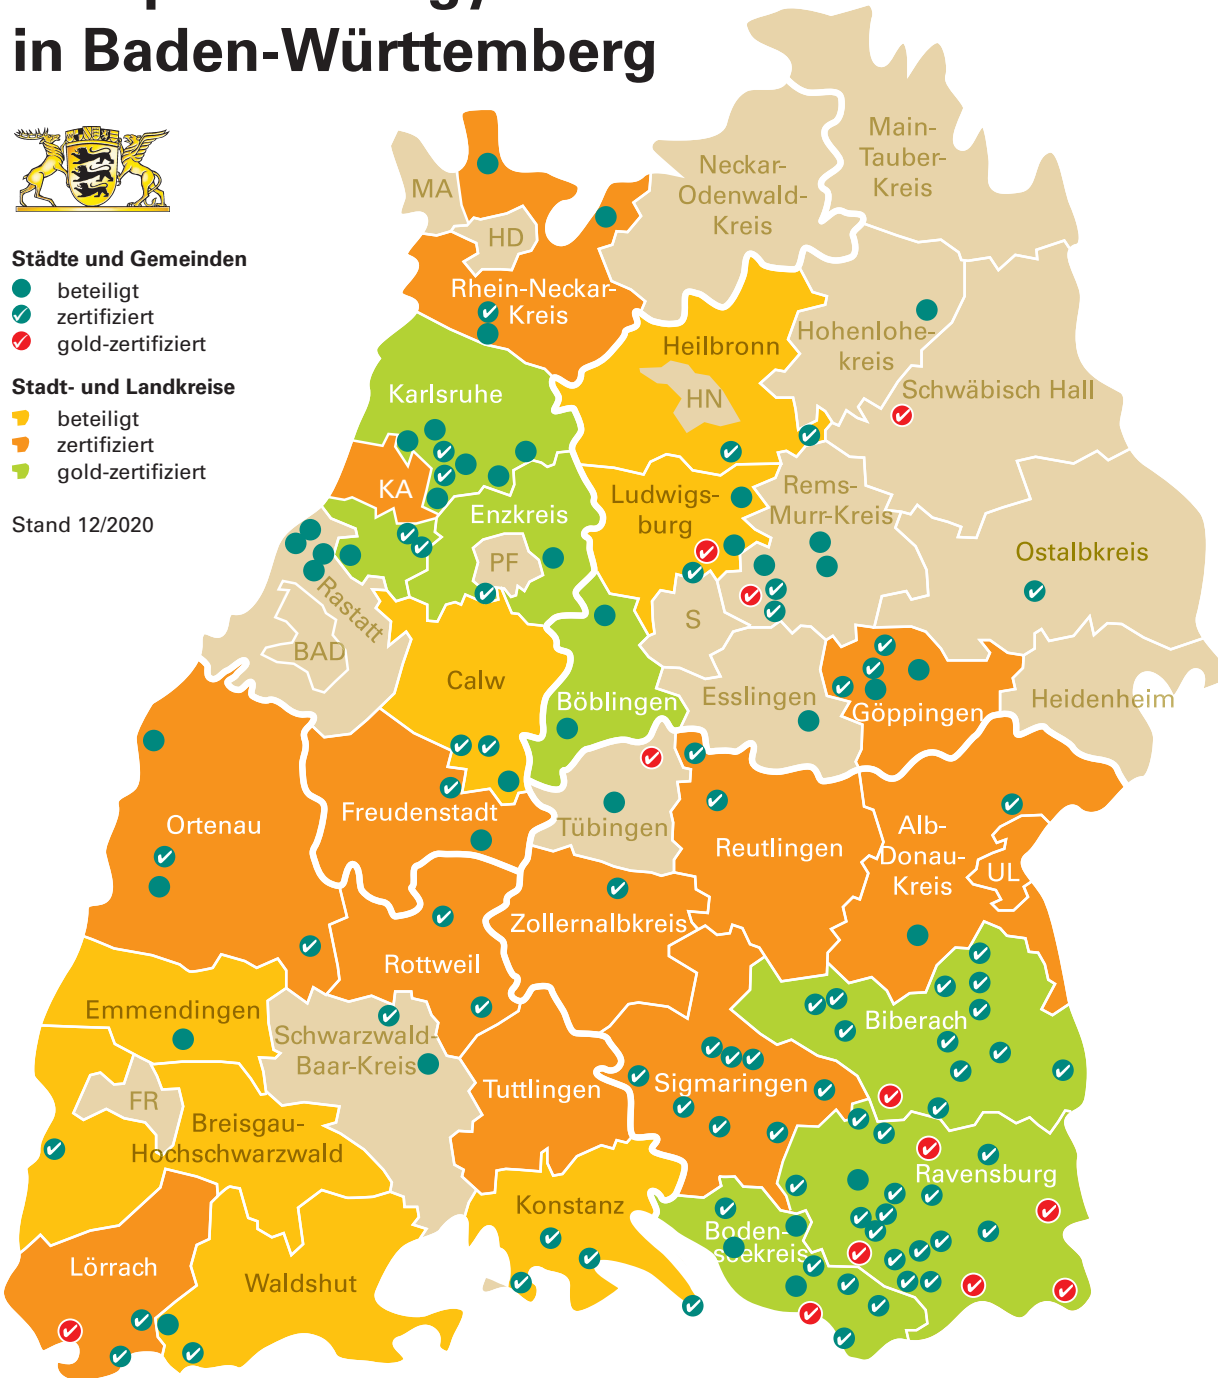 in Baden-Württemberg
Städte und Gemeinden
beteiligt
zertifiziert
gold-zertifiziert
Stadt- und Landkreise
beteiligt
zertifiziert
gold-zertifiziert
Stand 12/2020
Main-
Tauber-
Kreis
Neckar-
Odenwald-
Kreis
MA
HD
Rhein-Neckar-
Kreis
Heilbronn
HN
Hohenlohe-
kreis
Schwäbisch Hall
Karlsruhe
KA
Enzkreis
PF
Ludwigs-
burg
Rems-
Murr-Kreis
Ostalbkreis
Rastatt
BAD
S
Calw
Böblingen
Esslingen
Göppingen
Heidenheim
Ortenau
Freudenstadt
Tübingen
Reutlingen
Alb-
Donau-
Kreis
UL
Zollernalbkreis
Rottweil
Emmendingen
Schwarzwald-
Baar-Kreis
Biberach
Tuttlingen
Sigmaringen
FR
Breisgau-
Hochschwarzwald
Ravensburg
Konstanz
Boden-
seekreis
Lörrach
Waldshut